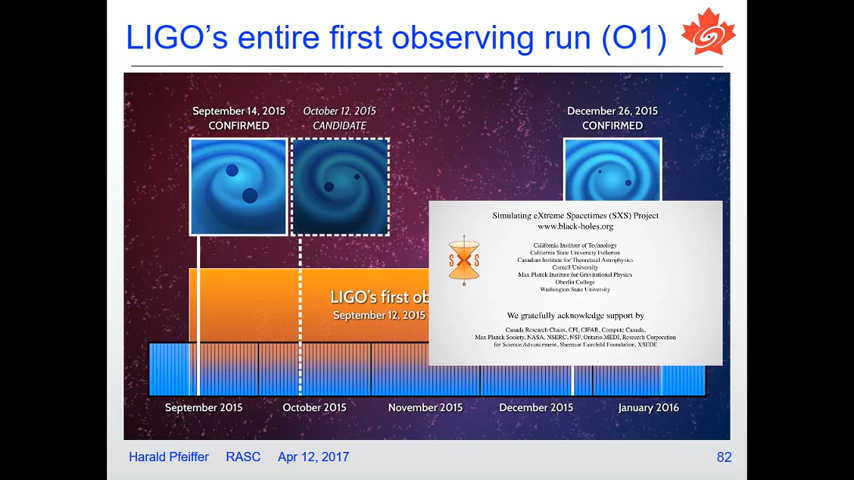 LIGO's entire first observing run (O1)
September 14, 2015
CONFIRMED
October 12, 2015
CANDIDATE
December 26, 2015
CONFIRMED
Simulating eXtreme Spacetimes (SXS) Project
www.black-holes.org
California Institute of Technology
California State University Fullerton
Canadian Institute for Theoretical Astrophysics
Cornell University
Max Planck Institute for Gravitational Physics
Oberlin College
Washington State University
S X S
We gratefully acknowledge support by
Canada Research Chairs, CFI, CIFAR, Compute Canada,
Max Planck Society, NASA, NSERC, NSF, Ontario MEDI, Research Corporation
for Science Advancement, Sherman Fairchild Foundation, XSEDE
LIGO's first ob
September 12, 2015
September 2015
October 2015
November 2015
December 2015
January 2016
Harald Pfeiffer RASC Apr 12, 2017
82